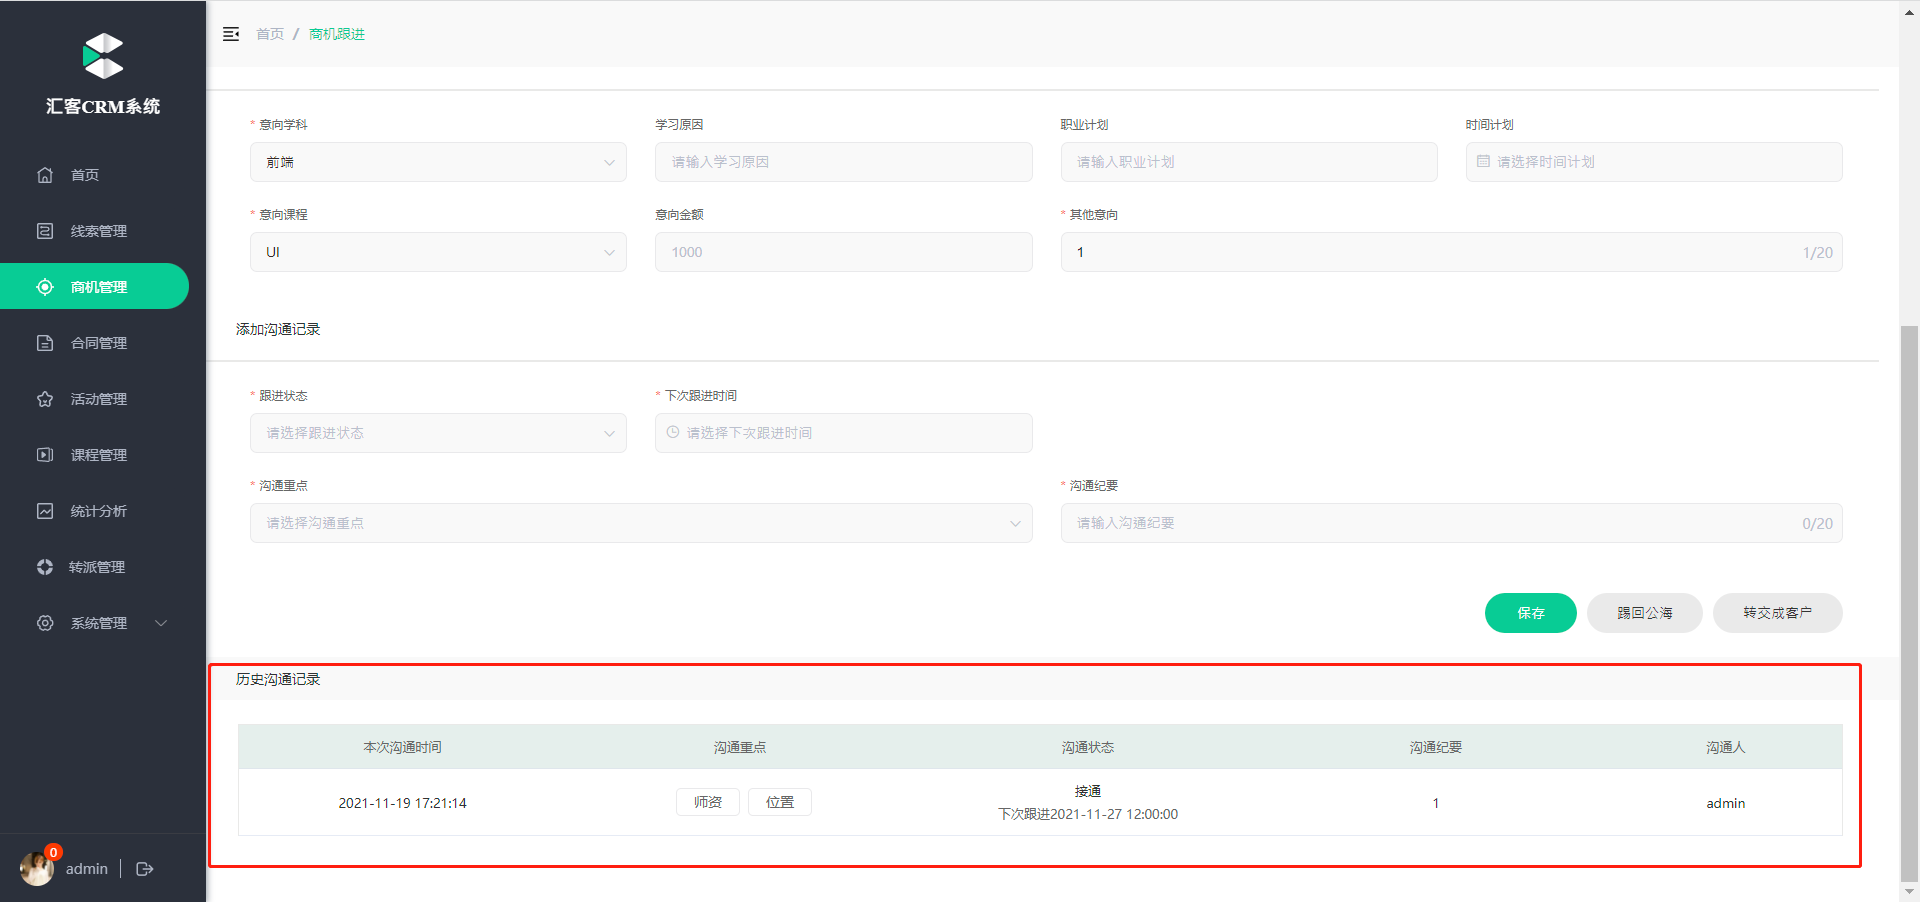 汇客CRM系统
首页
线索管理
商机管理
合同管理
活动管理
课程管理
统计分析
转派管理
系统管理
0
admin
首页 / 商机跟进
* 意向学科 学习原因 职业计划 时间计划
前端 请输入学习原因 请输入职业计划 请选择时间计划
* 意向课程 意向金额 * 其他意向
UI 1000 1 1/20
添加沟通记录
* 跟进状态 * 下次跟进时间
请选择跟进状态 请选择下次跟进时间
* 沟通重点 * 沟通纪要
请选择沟通重点 请输入沟通纪要 0/20
保存 踢回公海 转交成客户
历史沟通记录
本次沟通时间 沟通重点 沟通状态 沟通纪要 沟通人
2021-11-19 17:21:14 师资 位置 接通 1 admin
下次跟进2021-11-27 12:00:00